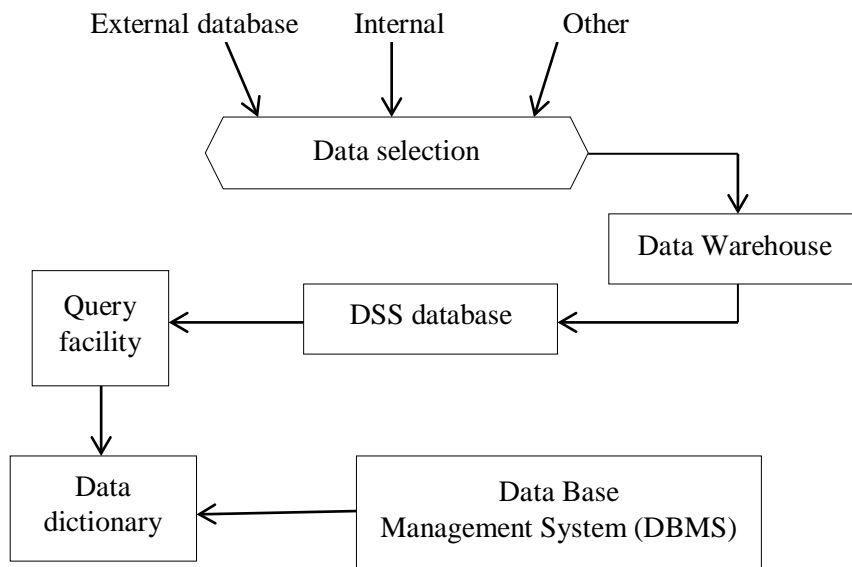 External database
Internal
Other
Data selection
Data Warehouse
Query
facility
DSS database
Data
dictionary
Data Base
Management System (DBMS)